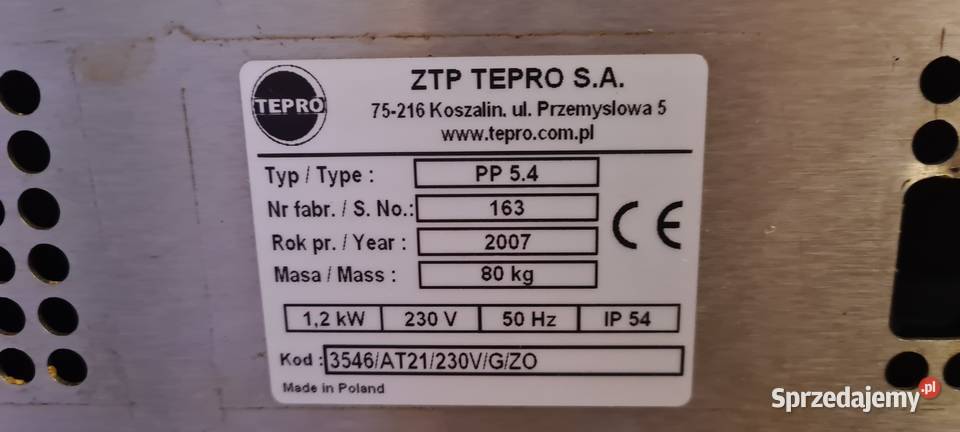 TEPRO
ZTP TEPRO S.A.
75-216 Koszalin. ul. Przemyslowa 5
www.tepro.com.pl
Typ / Type : PP 5.4
Nr fabr. / S. No.: 163
Rok pr. / Year : 2007
Masa / Mass : 80 kg
CE
1,2 kW 230 V 50 Hz IP 54
Kod : 3546/AT21/230V/G/ZO
Made in Poland
Sprzedajemy.pl